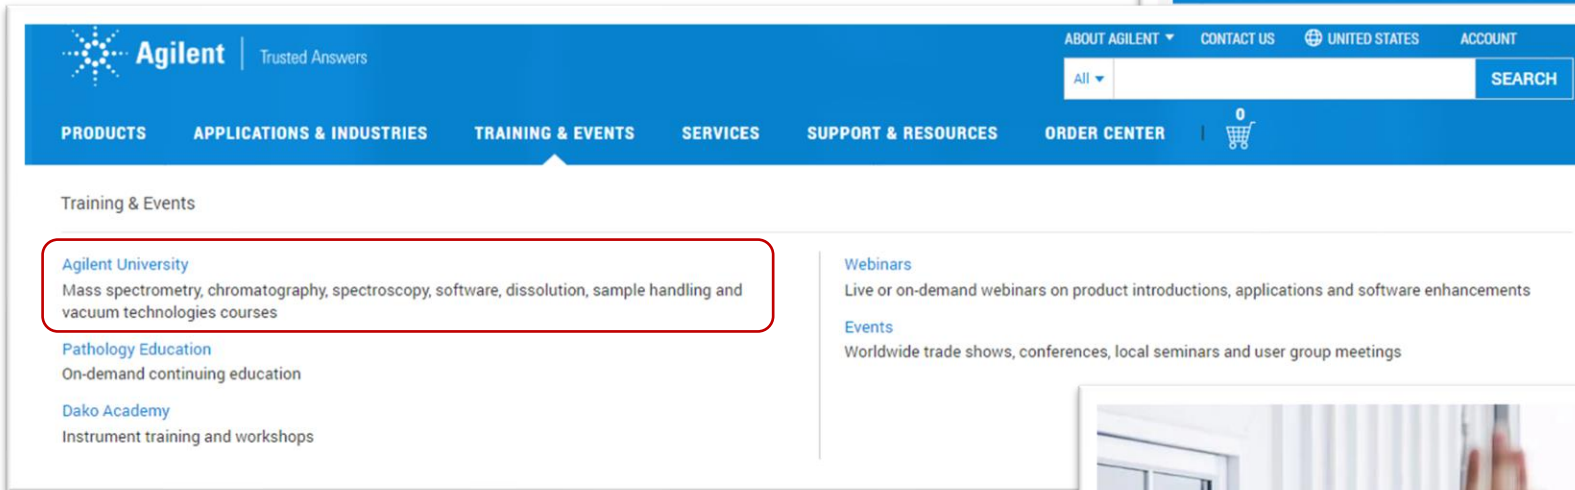 Agilent Trusted Answers
ABOUT AGILENT CONTACT US UNITED STATES ACCOUNT
All SEARCH
PRODUCTS APPLICATIONS & INDUSTRIES TRAINING & EVENTS SERVICES SUPPORT & RESOURCES ORDER CENTER | 0
Training & Events
Agilent University
Mass spectrometry, chromatography, spectroscopy, software, dissolution, sample handling and
vacuum technologies courses
Pathology Education
On-demand continuing education
Dako Academy
Instrument training and workshops
Webinars
Live or on-demand webinars on product introductions, applications and software enhancements
Events
Worldwide trade shows, conferences, local seminars and user group meetings